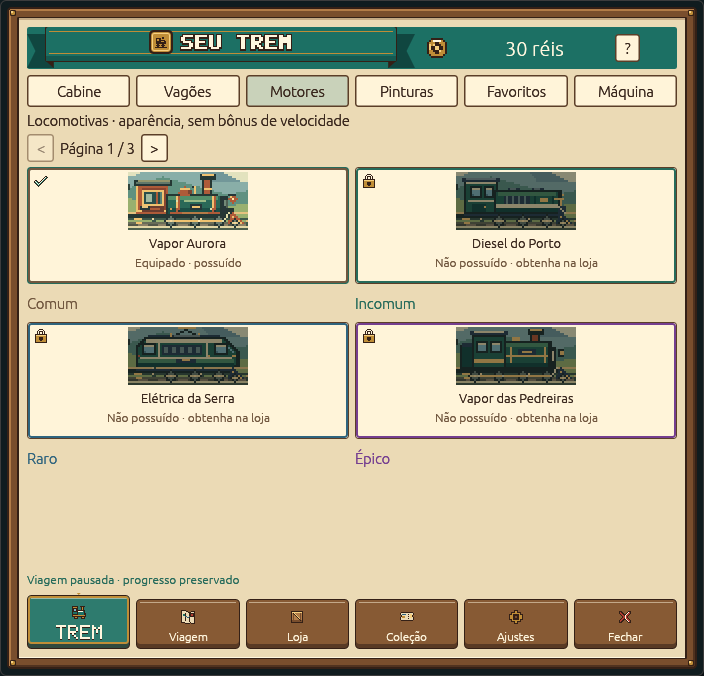 SEU TREM
30 réis
?
Cabine
Vagões
Motores
Pinturas
Favoritos
Máquina
Locomotivas · aparência, sem bônus de velocidade
< Página 1 / 3 >
Vapor Aurora
Equipado · possuído
Diesel do Porto
Não possuído · obtenha na loja
Comum
Incomum
Elétrica da Serra
Não possuído · obtenha na loja
Vapor das Pedreiras
Não possuído · obtenha na loja
Raro
Épico
Viagem pausada · progresso preservado
TREM
Viagem
Loja
Coleção
Ajustes
Fechar